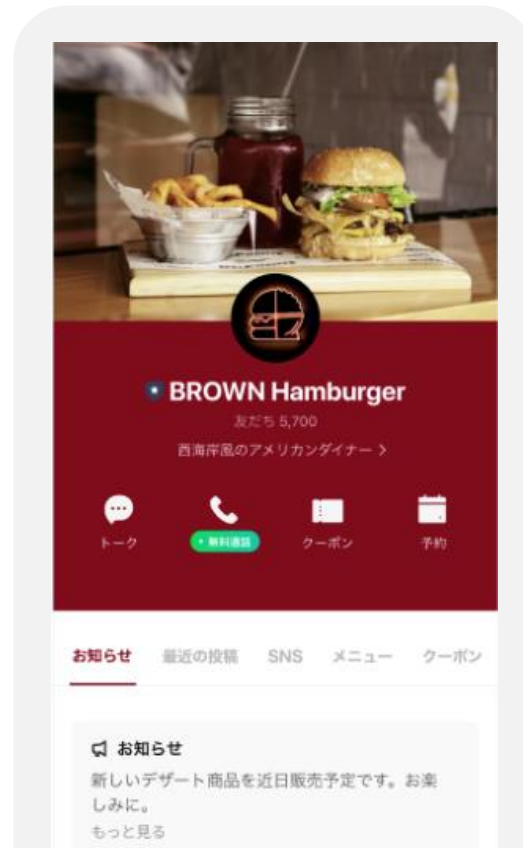 BROWN Hamburger
友だち 5,700
西海岸風のアメリカンダイナー >
トーク
• 無料通話
クーポン
予約
お知らせ
最近の投稿
SNS
メニュー
クーポン
お知らせ
新しいデザート商品を近日販売予定です。お楽
しみに。
もっと見る